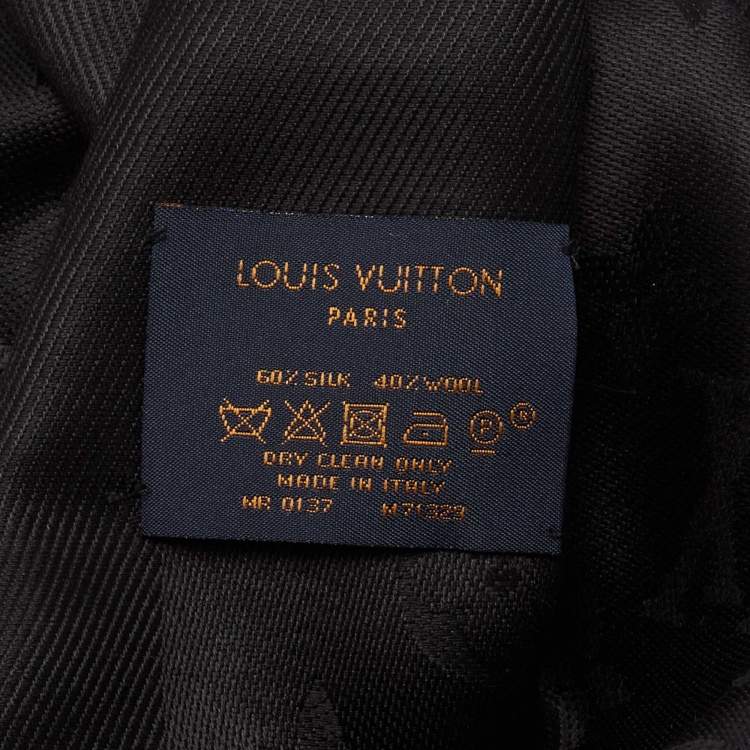 LOUIS VUITTON
PARIS
60% SILK 40% WOOL
P R
DRY CLEAN ONLY
MADE IN ITALY
MR 0137 M71329